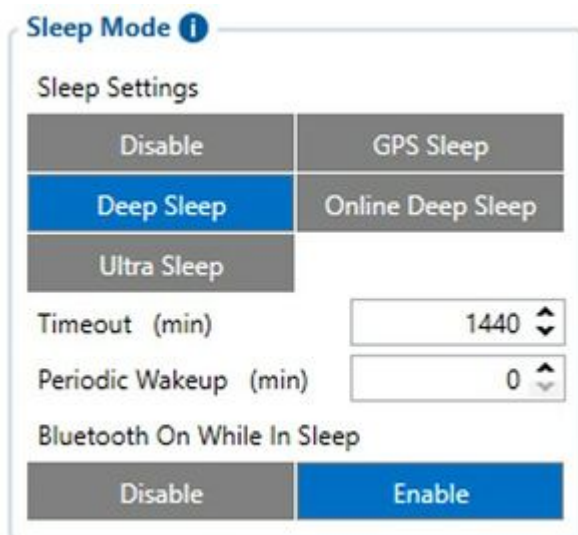 Sleep Mode i
Sleep Settings
Disable GPS Sleep
Deep Sleep Online Deep Sleep
Ultra Sleep
Timeout (min) 1440
Periodic Wakeup (min) 0
Bluetooth On While In Sleep
Disable Enable